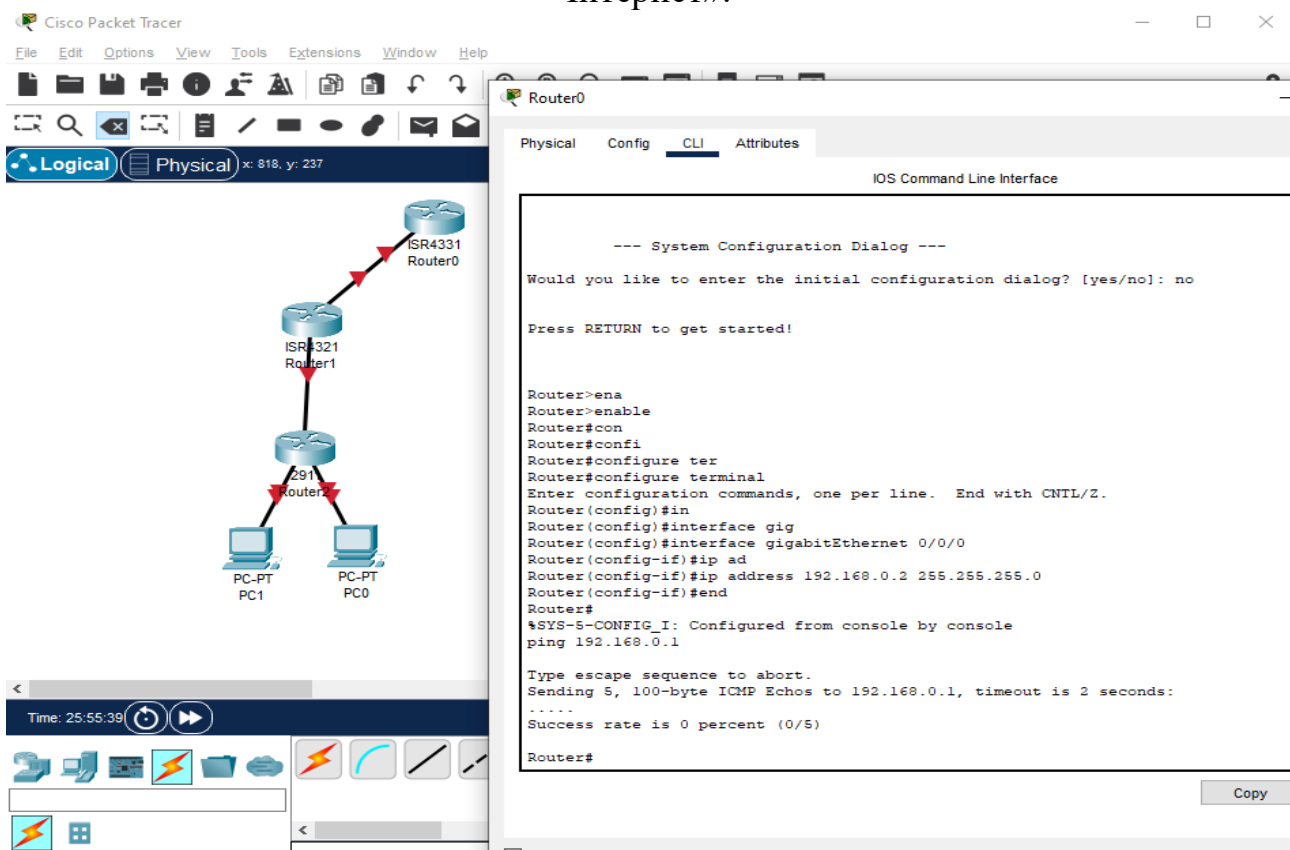 Інтернет».
Cisco Packet Tracer
File Edit Options View Tools Extensions Window Help
Logical Physical x: 818, y: 237
ISR4331
Router0
ISR4321
Router1
291
Router2
PC-PT
PC1
PC-PT
PC0
Time: 25:55:39
Router0
Physical Config CLI Attributes
IOS Command Line Interface
--- System Configuration Dialog ---
Would you like to enter the initial configuration dialog? [yes/no]: no
Press RETURN to get started!
Router>ena
Router>enable
Router#con
Router#confi
Router#configure ter
Router#configure terminal
Enter configuration commands, one per line. End with CNTL/Z.
Router(config)#in
Router(config)#interface gig
Router(config)#interface gigabitEthernet 0/0/0
Router(config-if)#ip ad
Router(config-if)#ip address 192.168.0.2 255.255.255.0
Router(config-if)#end
Router#
%SYS-5-CONFIG_I: Configured from console by console
ping 192.168.0.1
Type escape sequence to abort.
Sending 5, 100-byte ICMP Echos to 192.168.0.1, timeout is 2 seconds:
.....
Success rate is 0 percent (0/5)
Router#
Copy